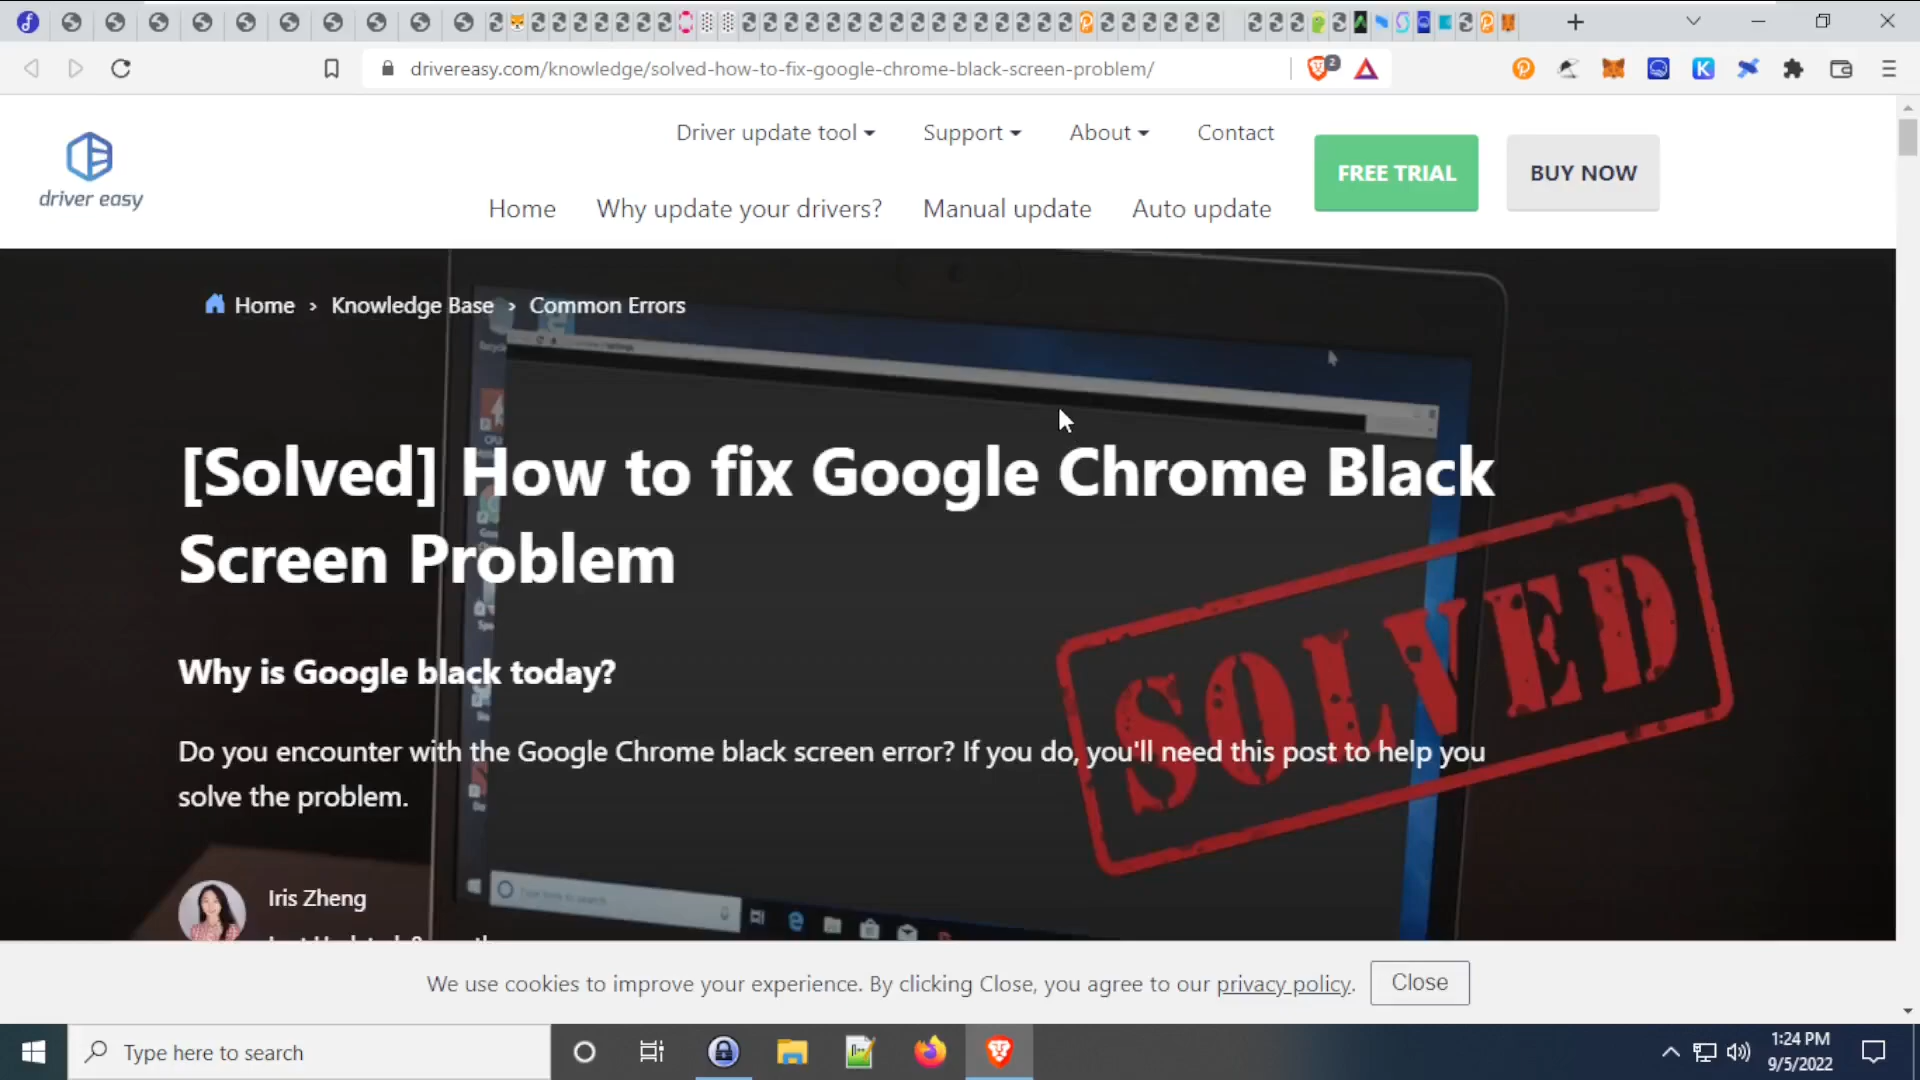 drivereasy.com/knowledge/solved-how-to-fix-google-chrome-black-screen-problem/
2
driver easy
Driver update tool
Support
About
Contact
Home
Why update your drivers?
Manual update
Auto update
FREE TRIAL
BUY NOW
Home › Knowledge Base › Common Errors
[Solved] How to fix Google Chrome Black
Screen Problem
Why is Google black today?
Do you encounter with the Google Chrome black screen error? If you do, you'll need this post to help you
solve the problem.
SOLVED
Iris Zheng
Type here to search
We use cookies to improve your experience. By clicking Close, you agree to our privacy policy.
Close
Type here to search
1:24 PM
9/5/2022